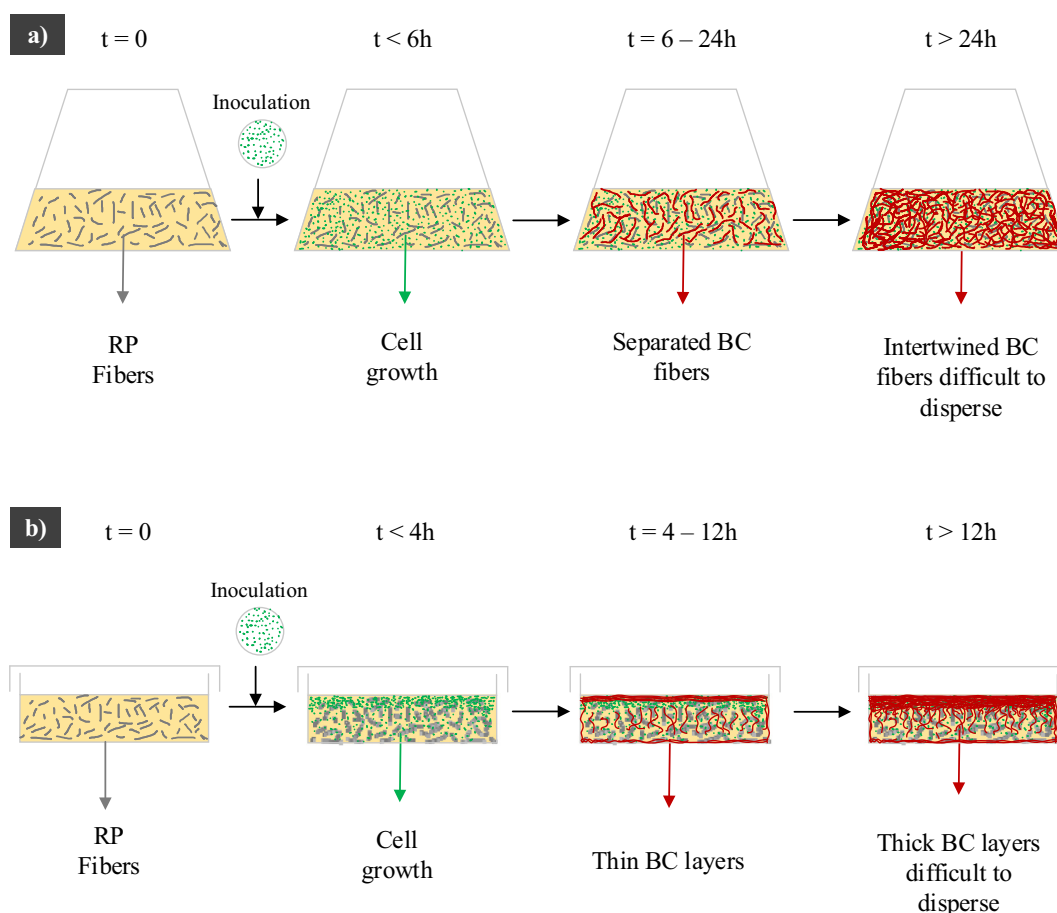 a)
t = 0
t < 6h
t = 6 – 24h
t > 24h
Inoculation
RP
Fibers
Cell
growth
Separated BC
fibers
Intertwined BC
fibers difficult to
disperse
b)
t = 0
t < 4h
t = 4 – 12h
t > 12h
Inoculation
RP
Fibers
Cell
growth
Thin BC layers
Thick BC layers
difficult to
disperse